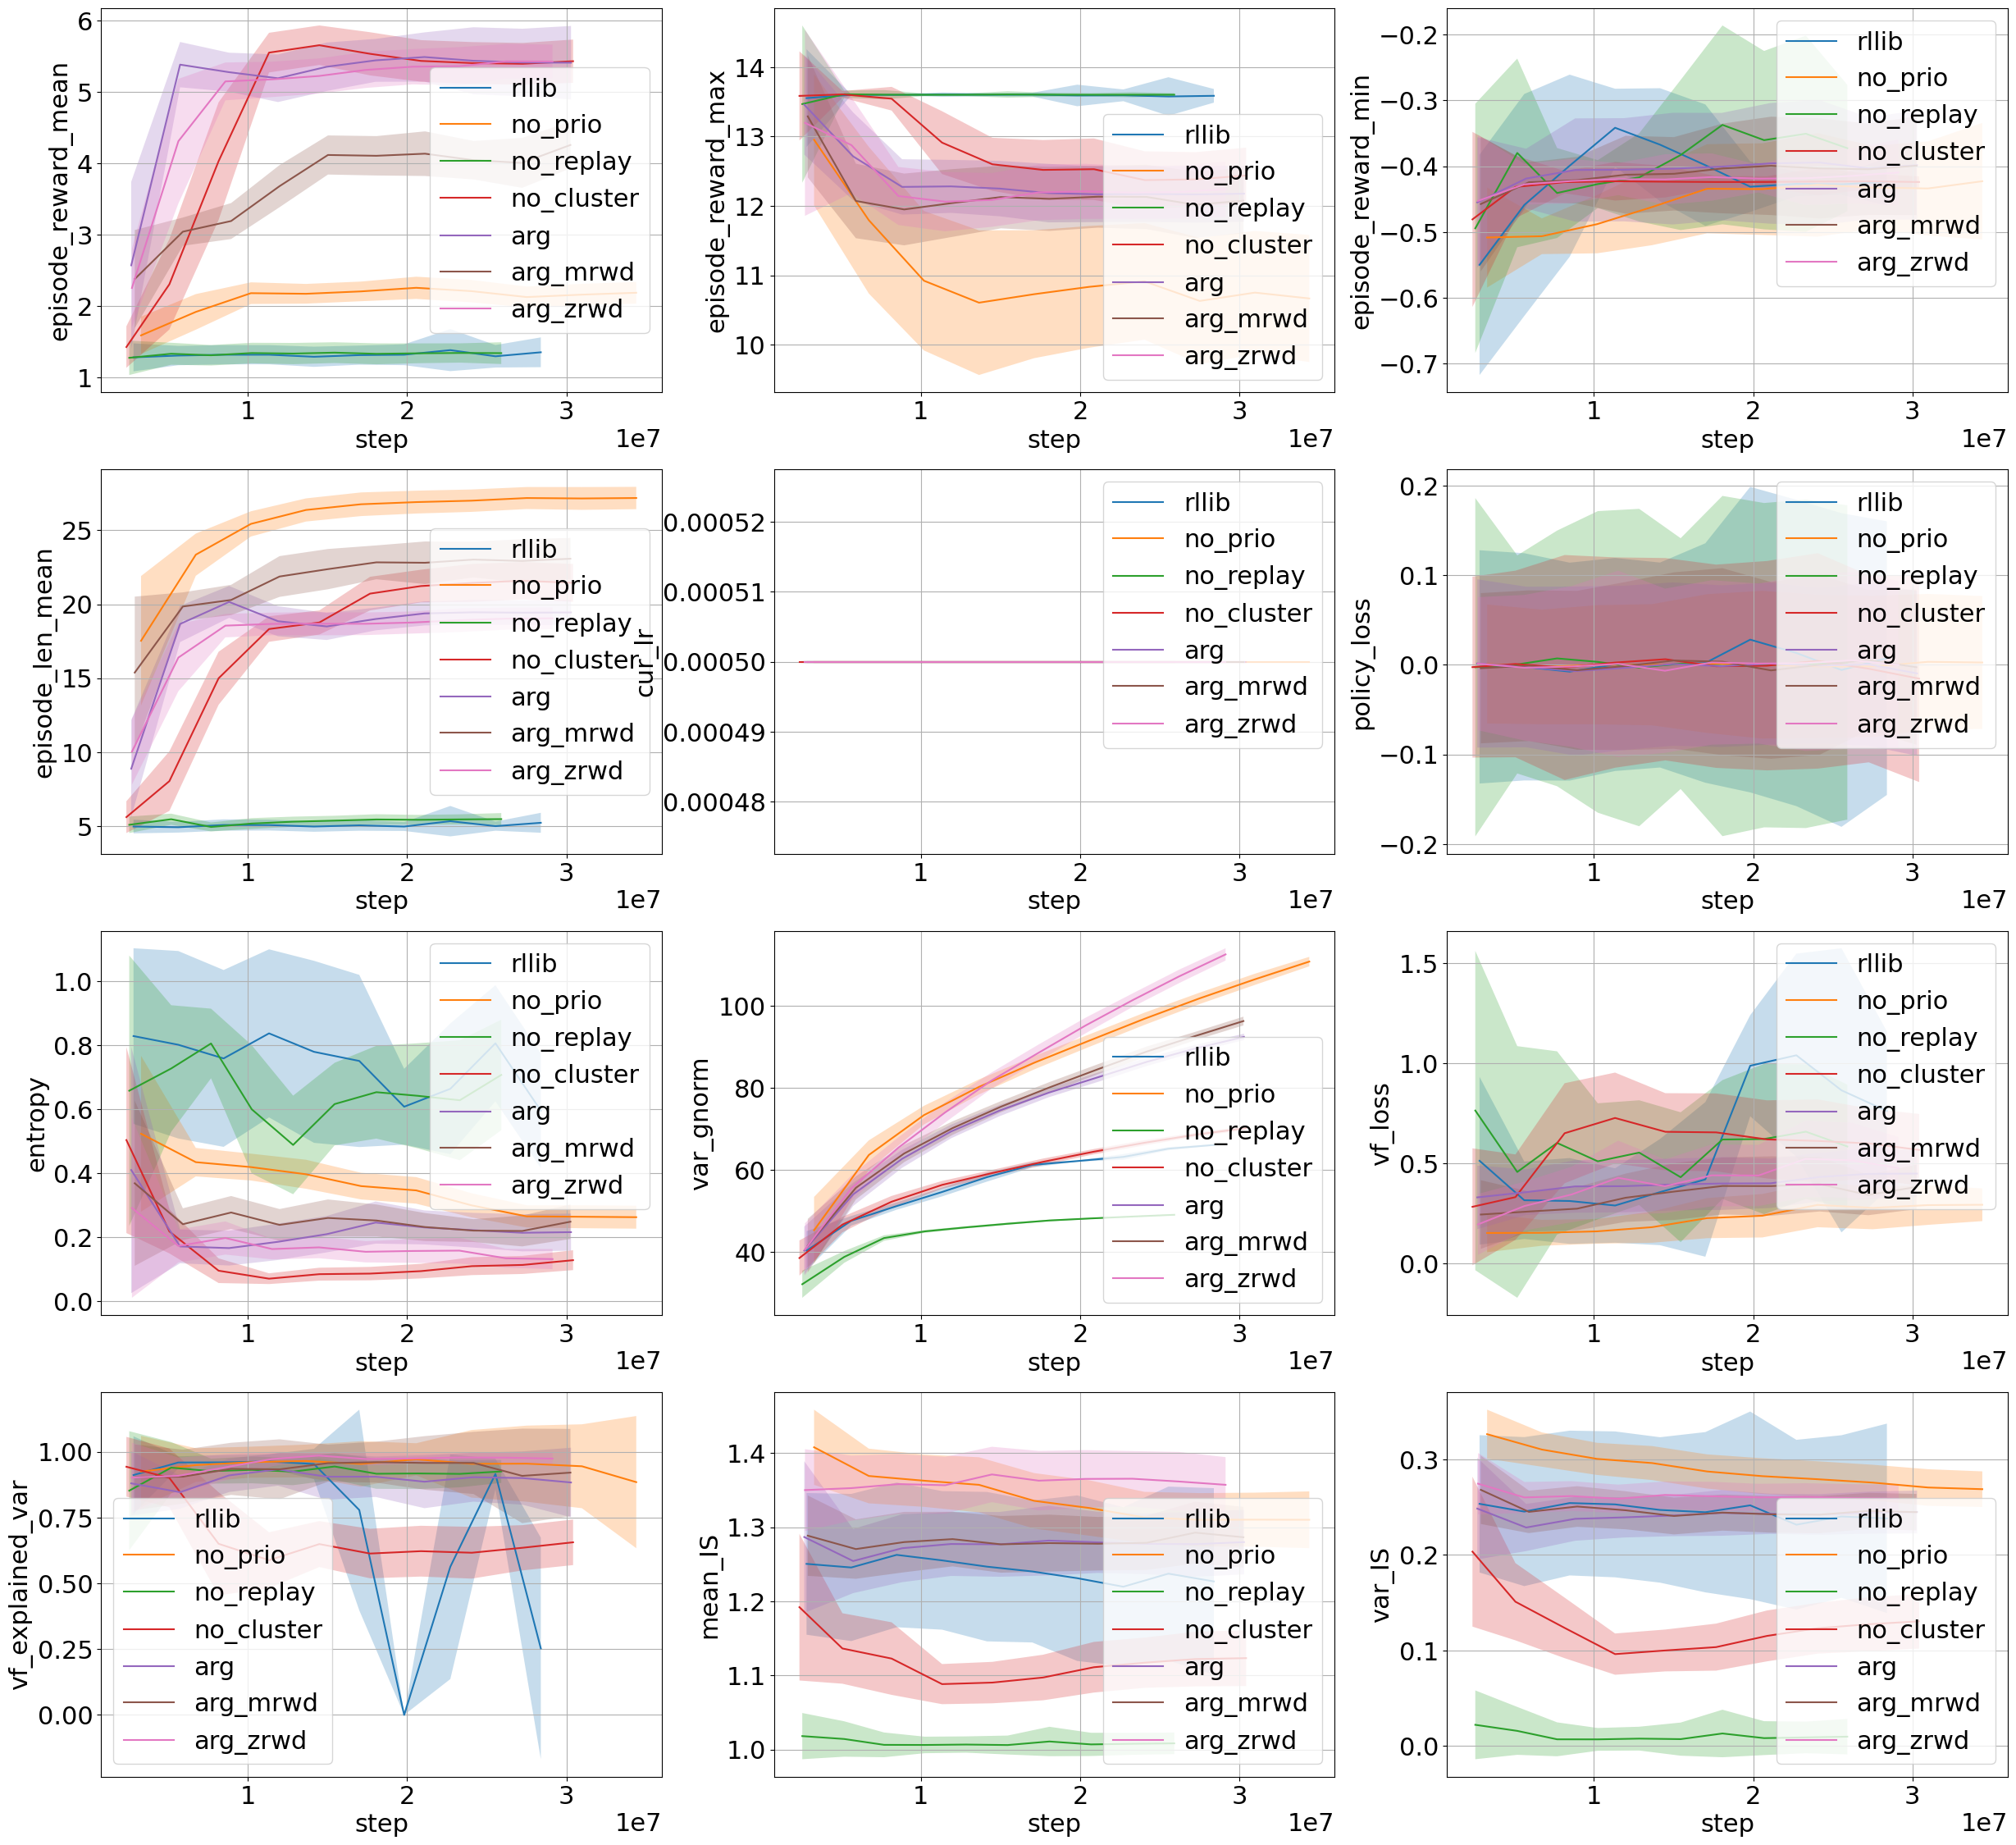 episode_reward_mean
6
5
4
3
2
1
rllib
no_prio
no_replay
no_cluster
arg
arg_mrwd
arg_zrwd
1 2 3
step
1e7
episode_reward_max
14
13
12
11
10
rllib
no_prio
no_replay
no_cluster
arg
arg_mrwd
arg_zrwd
1 2 3
step
1e7
episode_reward_min
−0.2
−0.3
−0.4
−0.5
−0.6
−0.7
rllib
no_prio
no_replay
no_cluster
arg
arg_mrwd
arg_zrwd
1 2 3
step
1e7
episode_len_mean
25
20
15
10
5
rllib
no_prio
no_replay
no_cluster
arg
arg_mrwd
arg_zrwd
1 2 3
step
1e7
cur_lr
0.00052
0.00051
0.00050
0.00049
0.00048
rllib
no_prio
no_replay
no_cluster
arg
arg_mrwd
arg_zrwd
1 2 3
step
1e7
policy_loss
0.2
0.1
0.0
−0.1
−0.2
rllib
no_prio
no_replay
no_cluster
arg
arg_mrwd
arg_zrwd
1 2 3
step
1e7
entropy
1.0
0.8
0.6
0.4
0.2
0.0
rllib
no_prio
no_replay
no_cluster
arg
arg_mrwd
arg_zrwd
1 2 3
step
1e7
var_gnorm
100
80
60
40
rllib
no_prio
no_replay
no_cluster
arg
arg_mrwd
arg_zrwd
1 2 3
step
1e7
vf_loss
1.5
1.0
0.5
0.0
rllib
no_prio
no_replay
no_cluster
arg
arg_mrwd
arg_zrwd
1 2 3
step
1e7
vf_explained_var
1.00
0.75
0.50
0.25
0.00
rllib
no_prio
no_replay
no_cluster
arg
arg_mrwd
arg_zrwd
1 2 3
step
1e7
mean_IS
1.4
1.3
1.2
1.1
1.0
rllib
no_prio
no_replay
no_cluster
arg
arg_mrwd
arg_zrwd
1 2 3
step
1e7
var_IS
0.3
0.2
0.1
0.0
rllib
no_prio
no_replay
no_cluster
arg
arg_mrwd
arg_zrwd
1 2 3
step
1e7